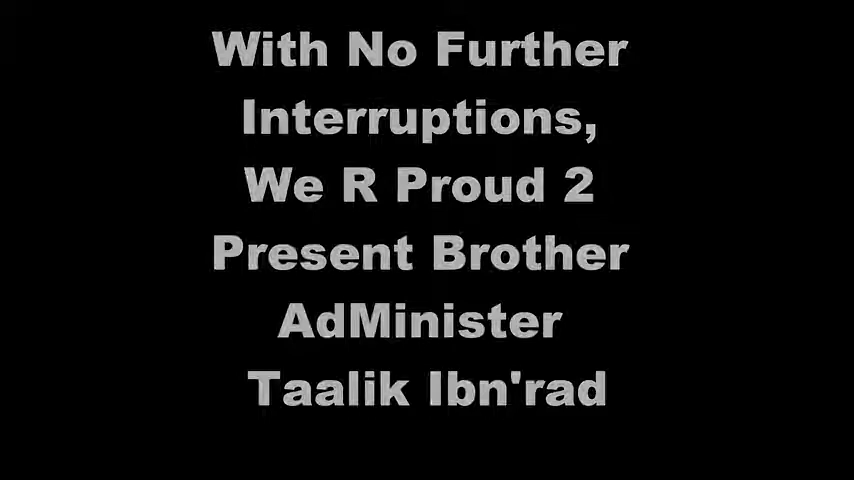 With No Further
Interruptions,
We R Proud 2
Present Brother
AdMinister
Taalik Ibn'rad